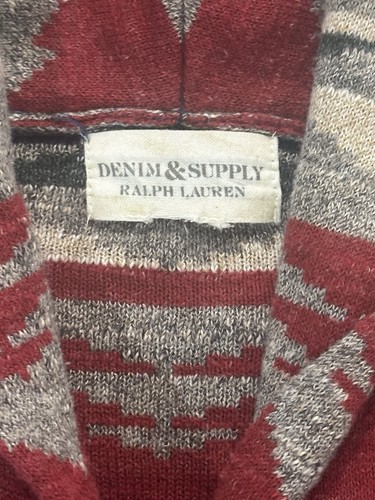 DENIM & SUPPLY
RALPH LAUREN